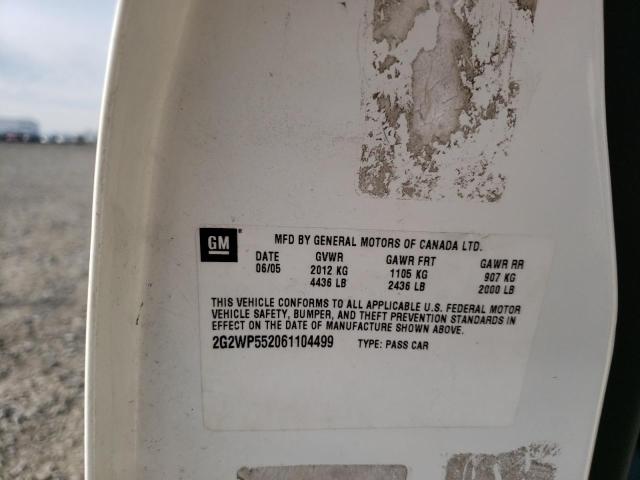 GM
MFD BY GENERAL MOTORS OF CANADA LTD.
DATE GVWR GAWR FRT GAWR RR
06/05 2012 KG 1105 KG 907 KG
4436 LB 2436 LB 2000 LB
THIS VEHICLE CONFORMS TO ALL APPLICABLE U.S. FEDERAL MOTOR
VEHICLE SAFETY, BUMPER, AND THEFT PREVENTION STANDARDS IN
EFFECT ON THE DATE OF MANUFACTURE SHOWN ABOVE.
2G2WP552061104499 TYPE: PASS CAR